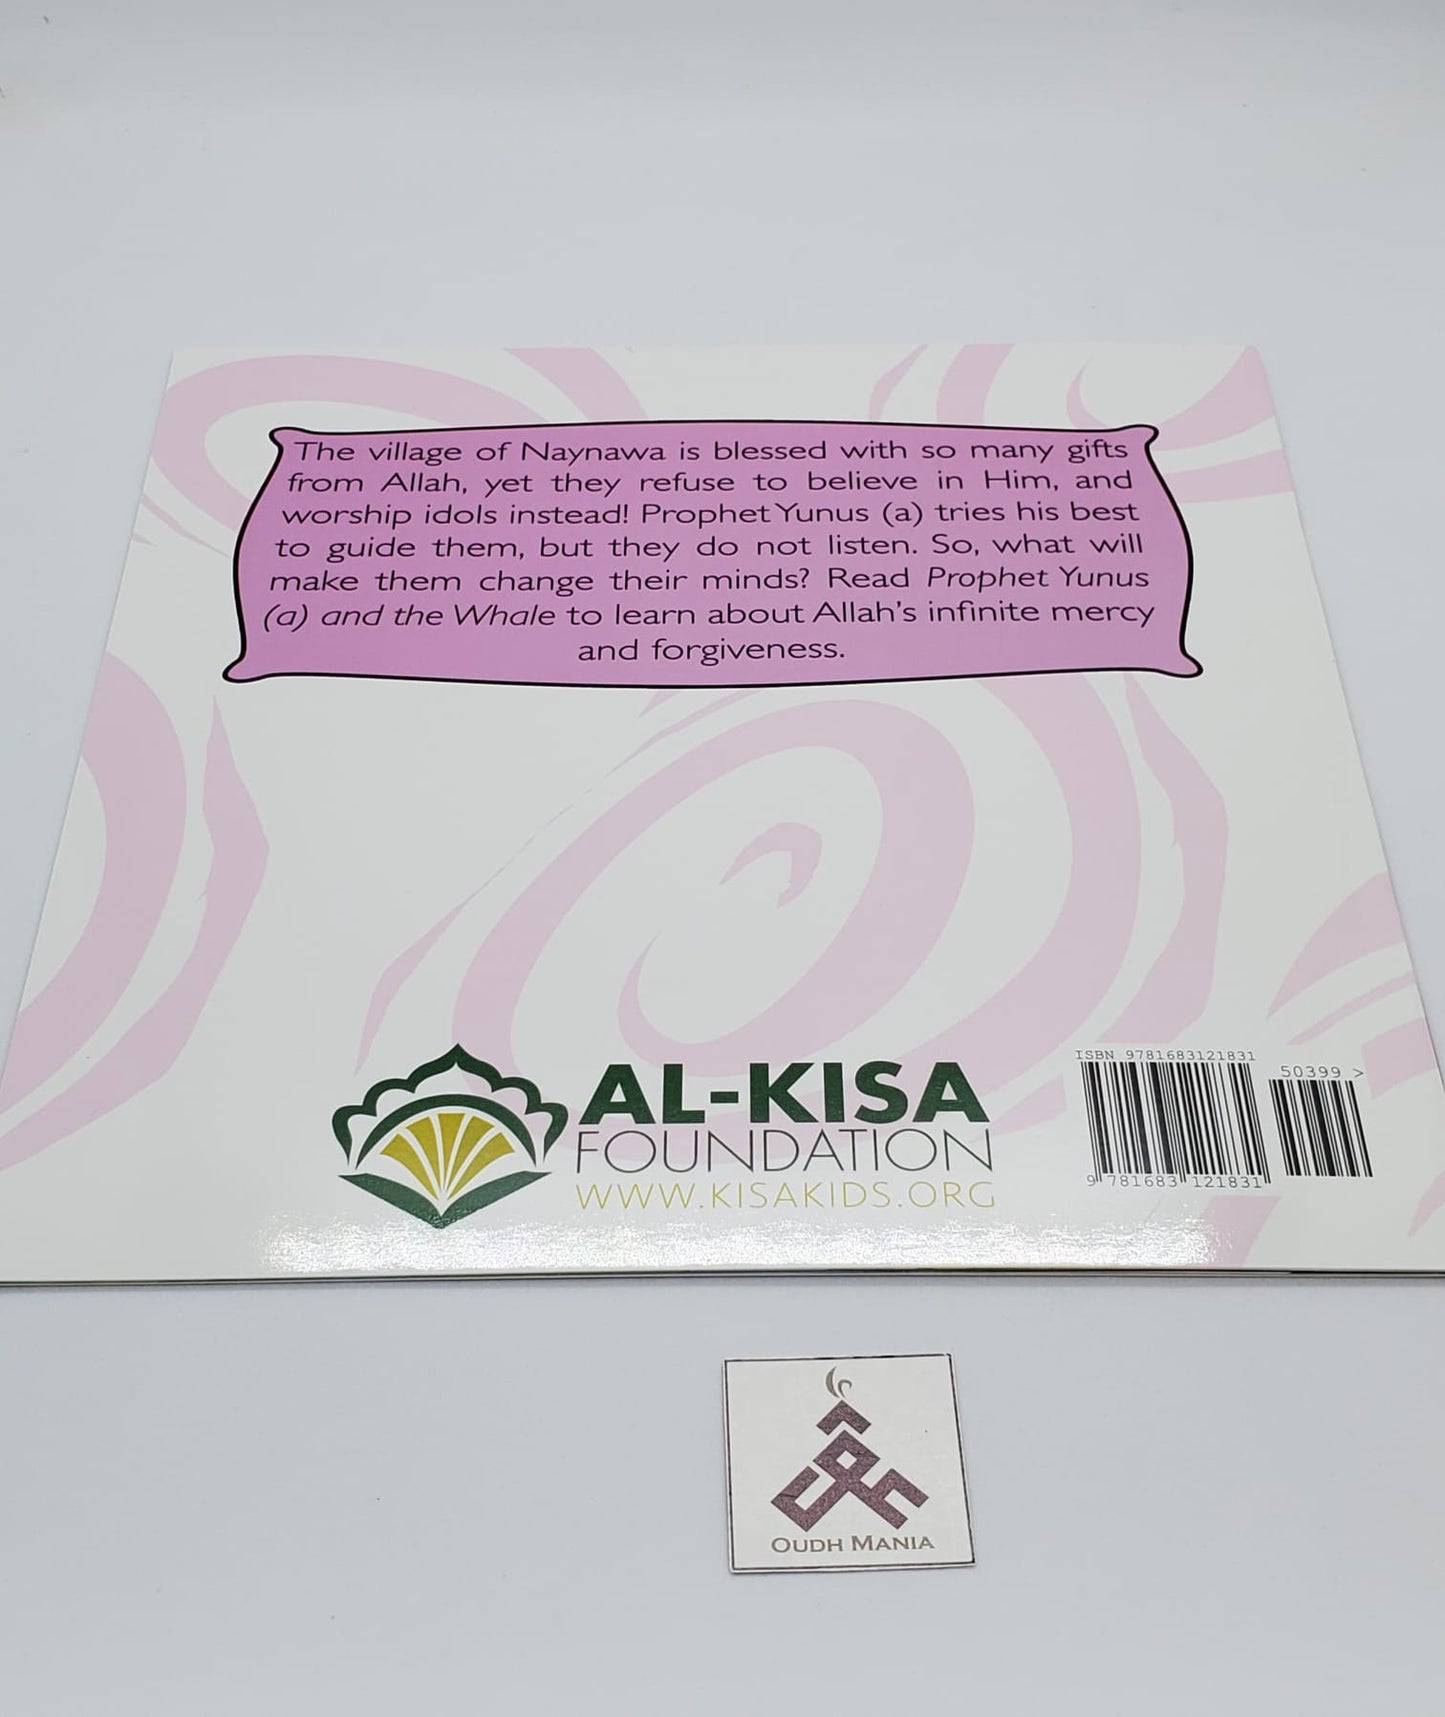 The village of Naynawa is blessed with so many gifts
from Allah, yet they refuse to believe in Him, and
worship idols instead! Prophet Yunus (a) tries his best
to guide them, but they do not listen. So, what will
make them change their minds? Read Prophet Yunus
(a) and the Whale to learn about Allah's infinite mercy
and forgiveness.
AL-KISA
FOUNDATION
WWW.KISAKIDS.ORG
ISBN 9781683121831
50399 >
9 781683 121831
OUDH MANIA